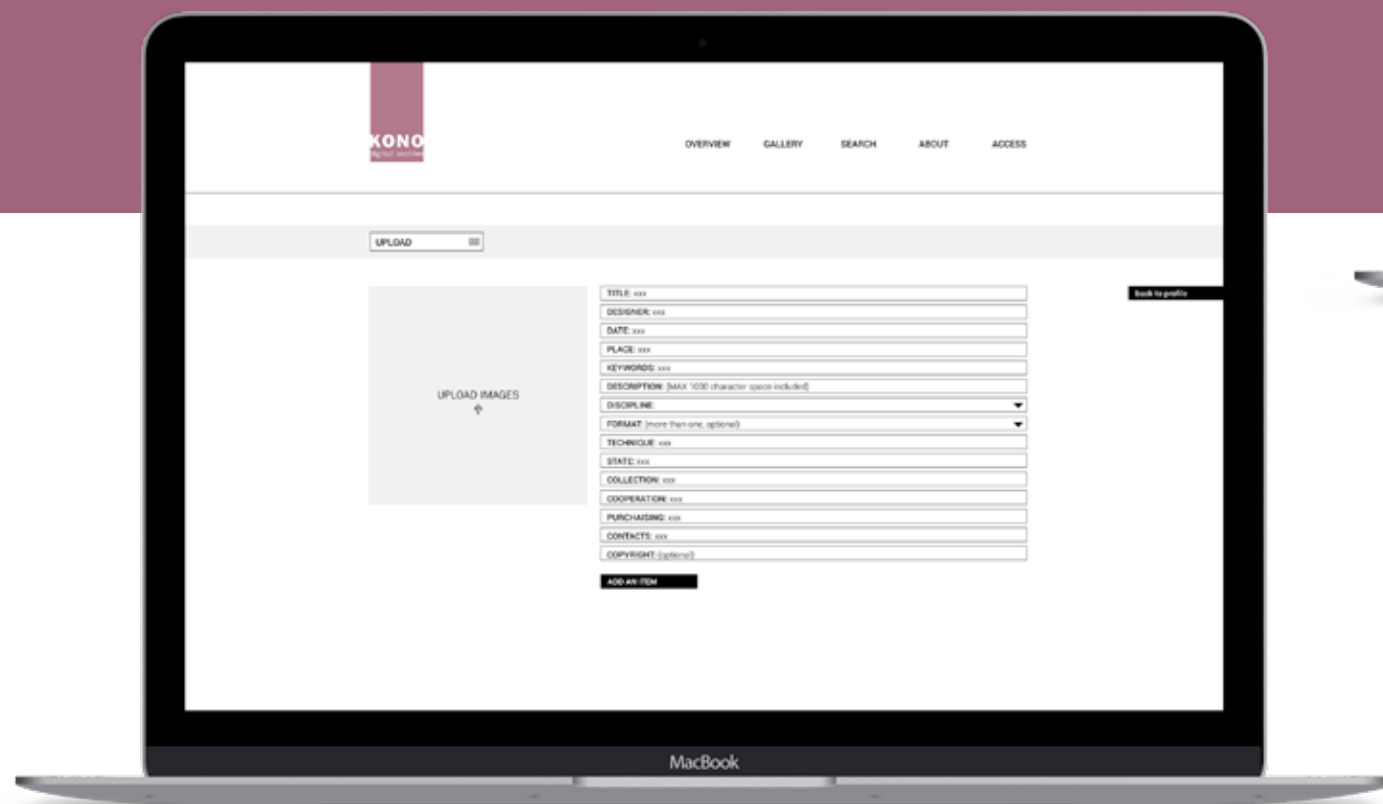 KONO
digital archive
OVERVIEW GALLERY SEARCH ABOUT ACCESS
UPLOAD
UPLOAD IMAGES
TITLE: xxx
DESIGNER: xxx
DATE: xxx
PLACE: xxx
KEYWORDS: xxx
DESCRIPTION: (MAX 1000 character space included)
DISCIPLINE:
FORMAT: (more than one, optional)
TECHNIQUE: xxx
STATE: xxx
COLLECTION: xxx
COOPERATION: xxx
PURCHAISING: xxx
CONTACTS: xxx
COPYRIGHT: (optional)
ADD AN ITEM
back to profile
MacBook